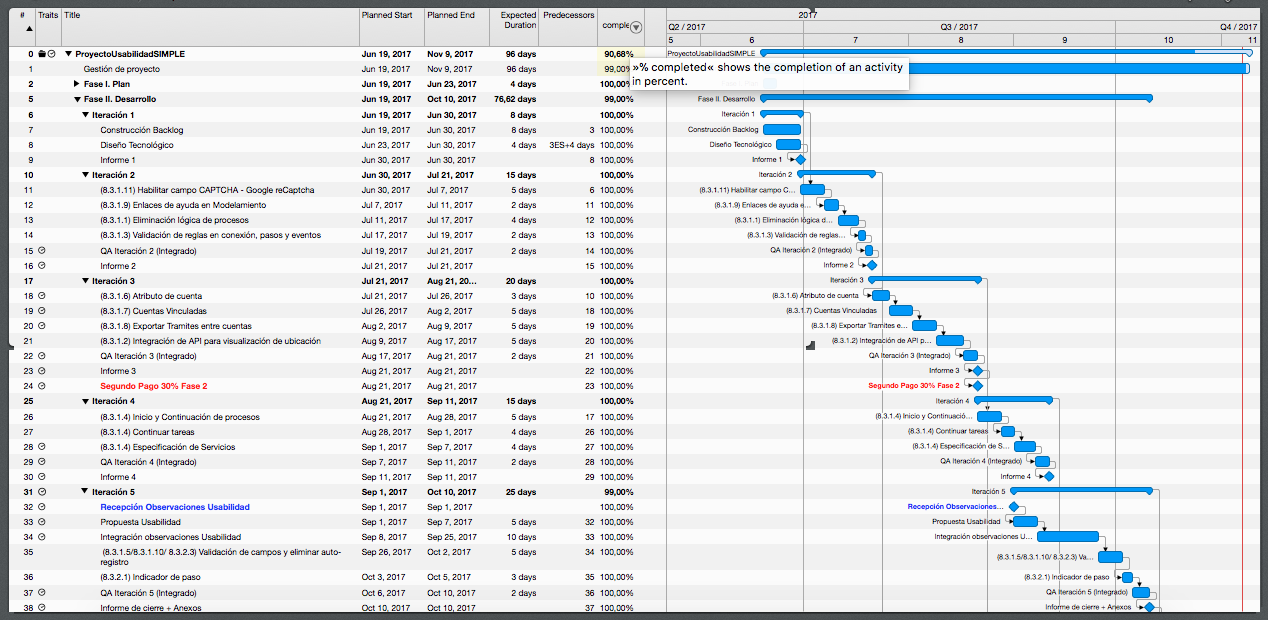 2017
# Traits Title Planned Start Planned End Expected Duration Predecessors comple
Q2 / 2017 Q3 / 2017 Q4 / 2017
5 6 7 8 9 10 11
0 ProyectoUsabilidadSIMPLE Jun 19, 2017 Nov 9, 2017 96 days 90,68% ProyectoUsabilidadSIMPLE
1 Gestión de proyecto Jun 19, 2017 Nov 9, 2017 96 days 99,00%
»% completed« shows the completion of an activity
in percent.
2 Fase I. Plan Jun 19, 2017 Jun 23, 2017 4 days 100,00%
5 Fase II. Desarrollo Jun 19, 2017 Oct 10, 2017 76,62 days 99,00% Fase II. Desarrollo
6 Iteración 1 Jun 19, 2017 Jun 30, 2017 8 days 100,00% Iteración 1
7 Construcción Backlog Jun 19, 2017 Jun 30, 2017 8 days 3 100,00% Construcción Backlog
8 Diseño Tecnológico Jun 23, 2017 Jun 30, 2017 4 days 3ES+4 days 100,00% Diseño Tecnológico
9 Informe 1 Jun 30, 2017 Jun 30, 2017 8 100,00% Informe 1
10 Iteración 2 Jun 30, 2017 Jul 21, 2017 15 days 100,00% Iteración 2
11 (8.3.1.11) Habilitar campo CAPTCHA - Google reCaptcha Jun 30, 2017 Jul 7, 2017 5 days 6 100,00% (8.3.1.11) Habilitar campo C...
12 (8.3.1.9) Enlaces de ayuda en Modelamiento Jul 7, 2017 Jul 11, 2017 2 days 11 100,00% (8.3.1.9) Enlaces de ayuda e...
13 (8.3.1.1) Eliminación lógica de procesos Jul 11, 2017 Jul 17, 2017 4 days 12 100,00% (8.3.1.1) Eliminación lógica d...
14 (8.3.1.3) Validación de reglas en conexión, pasos y eventos Jul 17, 2017 Jul 19, 2017 2 days 13 100,00% (8.3.1.3) Validación de reglas...
15 QA Iteración 2 (Integrado) Jul 19, 2017 Jul 21, 2017 2 days 14 100,00% QA Iteración 2 (Integrado)
16 Informe 2 Jul 21, 2017 Jul 21, 2017 15 100,00% Informe 2
17 Iteración 3 Jul 21, 2017 Aug 21, 20... 20 days 100,00% Iteración 3
18 (8.3.1.6) Atributo de cuenta Jul 21, 2017 Jul 26, 2017 3 days 10 100,00% (8.3.1.6) Atributo de cuenta
19 (8.3.1.7) Cuentas Vinculadas Jul 26, 2017 Aug 2, 2017 5 days 18 100,00% (8.3.1.7) Cuentas Vinculadas
20 (8.3.1.8) Exportar Tramites entre cuentas Aug 2, 2017 Aug 9, 2017 5 days 19 100,00% (8.3.1.8) Exportar Tramites e...
21 (8.3.1.2) Integración de API para visualización de ubicación Aug 9, 2017 Aug 17, 2017 5 days 20 100,00% (8.3.1.2) Integración de API p...
22 QA Iteración 3 (Integrado) Aug 17, 2017 Aug 21, 2017 2 days 21 100,00% QA Iteración 3 (Integrado)
23 Informe 3 Aug 21, 2017 Aug 21, 2017 22 100,00% Informe 3
24 Segundo Pago 30% Fase 2 Aug 21, 2017 Aug 21, 2017 23 100,00% Segundo Pago 30% Fase 2
25 Iteración 4 Aug 21, 2017 Sep 11, 2017 15 days 100,00% Iteración 4
26 (8.3.1.4) Inicio y Continuación de procesos Aug 21, 2017 Aug 28, 2017 5 days 17 100,00% (8.3.1.4) Inicio y Continuació...
27 (8.3.1.4) Continuar tareas Aug 28, 2017 Sep 1, 2017 4 days 26 100,00% (8.3.1.4) Continuar tareas
28 (8.3.1.4) Especificación de Servicios Sep 1, 2017 Sep 7, 2017 4 days 27 100,00% (8.3.1.4) Especificación de S...
29 QA Iteración 4 (Integrado) Sep 7, 2017 Sep 11, 2017 2 days 28 100,00% QA Iteración 4 (Integrado)
30 Informe 4 Sep 11, 2017 Sep 11, 2017 29 100,00% Informe 4
31 Iteración 5 Sep 1, 2017 Oct 10, 2017 25 days 99,00% Iteración 5
32 Recepción Observaciones Usabilidad Sep 1, 2017 Sep 1, 2017 100,00% Recepción Observaciones...
33 Propuesta Usabilidad Sep 1, 2017 Sep 7, 2017 5 days 32 100,00% Propuesta Usabilidad
34 Integración observaciones Usabilidad Sep 8, 2017 Sep 25, 2017 10 days 33 100,00% Integración observaciones U...
35 (8.3.1.5/8.3.1.10/ 8.3.2.3) Validación de campos y eliminar auto-registro Sep 26, 2017 Oct 2, 2017 5 days 34 100,00% (8.3.1.5/8.3.1.10/ 8.3.2.3) Va...
36 (8.3.2.1) Indicador de paso Oct 3, 2017 Oct 5, 2017 3 days 35 100,00% (8.3.2.1) Indicador de paso
37 QA Iteración 5 (Integrado) Oct 6, 2017 Oct 10, 2017 2 days 36 100,00% QA Iteración 5 (Integrado)
38 Informe de cierre + Anexos Oct 10, 2017 Oct 10, 2017 37 100,00% Informe de cierre + Anexos